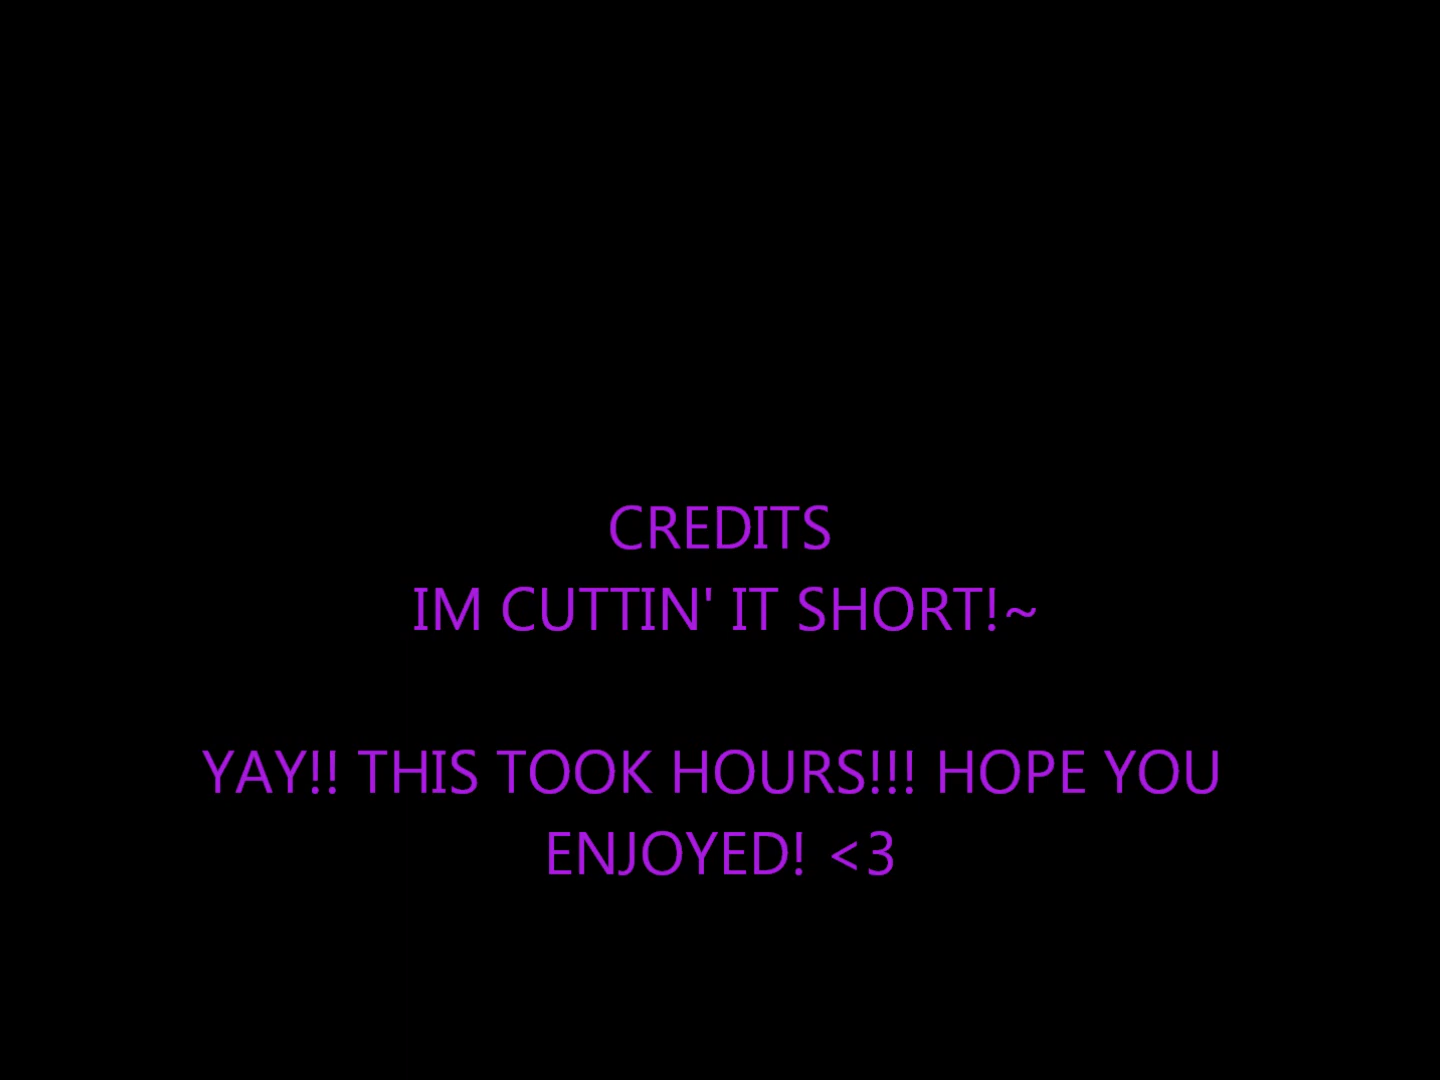 CREDITS
IM CUTTIN' IT SHORT!~
YAY!! THIS TOOK HOURS!!! HOPE YOU
ENJOYED! <3